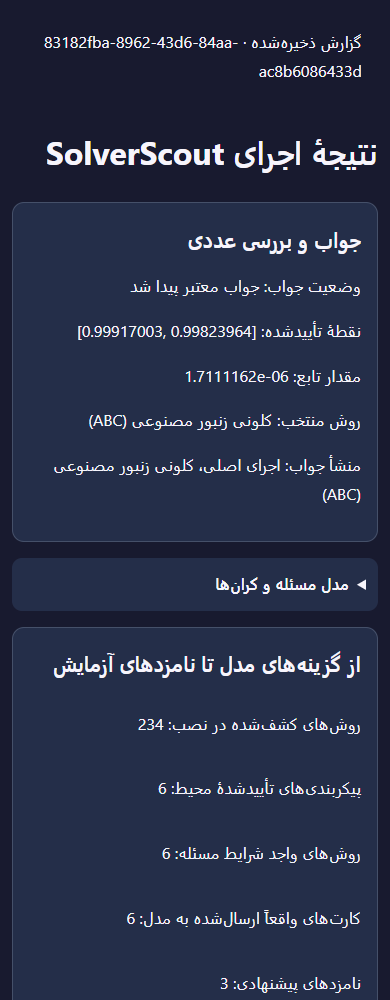 گزارش ذخیره‌شده · 83182fba-8962-43d6-84aa-
ac8b6086433d
نتیجهٔ اجرای SolverScout
جواب و بررسی عددی
وضعیت جواب: جواب معتبر پیدا شد
نقطهٔ تأییدشده: [0.99917003, 0.99823964]
مقدار تابع: 1.7111162e-06
روش منتخب: کلونی زنبور مصنوعی (ABC)
منشأ جواب: اجرای اصلی، کلونی زنبور مصنوعی
(ABC)
◀ مدل مسئله و کران‌ها
از گزینه‌های مدل تا نامزدهای آزمایش
روش‌های کشف‌شده در نصب: 234
پیکربندی‌های تأییدشدهٔ محیط: 6
روش‌های واجد شرایط مسئله: 6
کارت‌های واقعاً ارسال‌شده به مدل: 6
نامزدهای پیشنهادی: 3